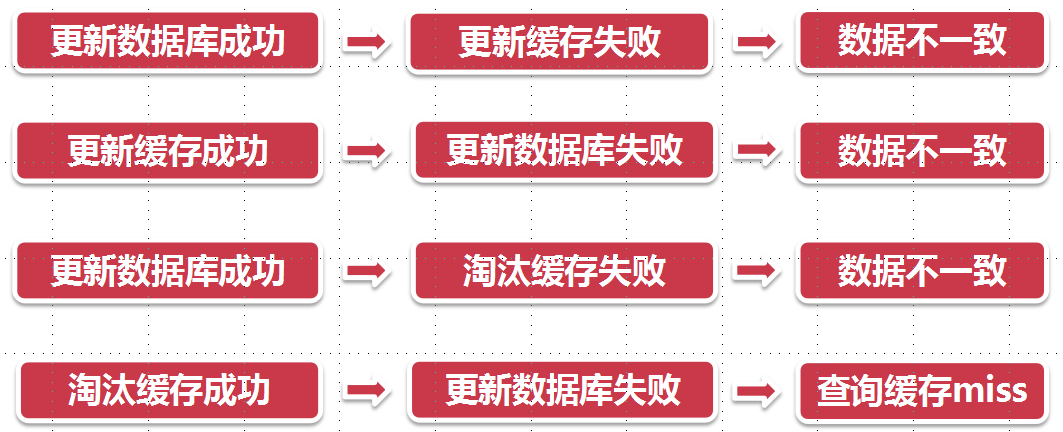 更新数据库成功 更新缓存失败 数据不一致
更新缓存成功 更新数据库失败 数据不一致
更新数据库成功 淘汰缓存失败 数据不一致
淘汰缓存成功 更新数据库失败 查询缓存miss